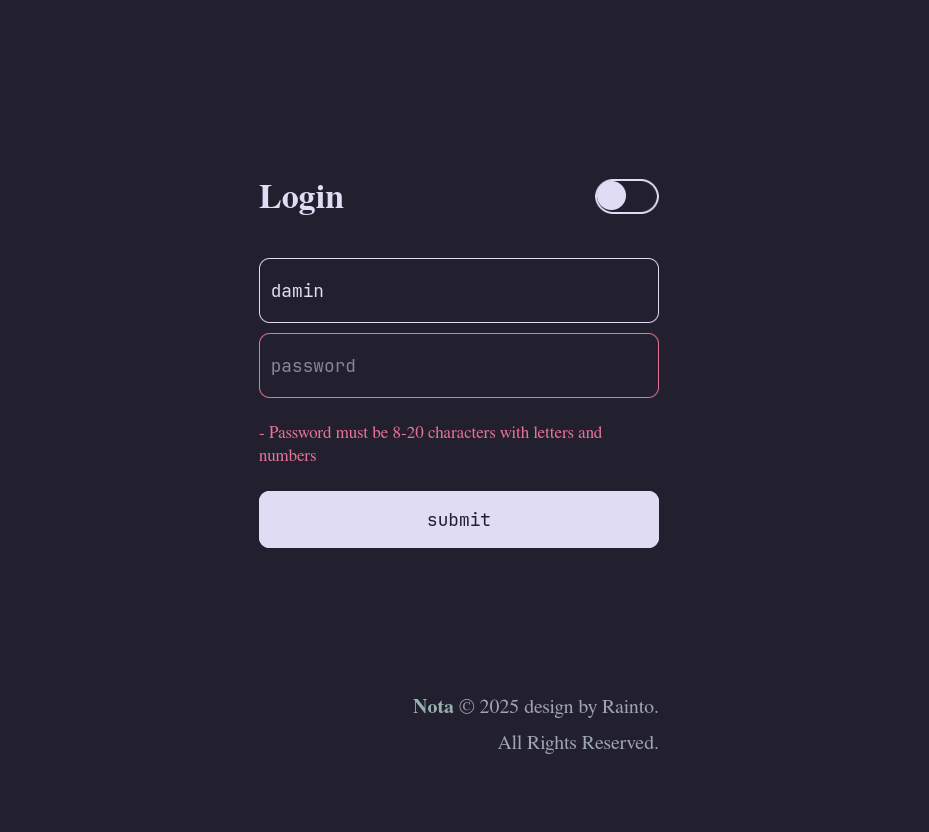 Login
damin
password
- Password must be 8-20 characters with letters and
numbers
submit
Nota © 2025 design by Rainto.
All Rights Reserved.